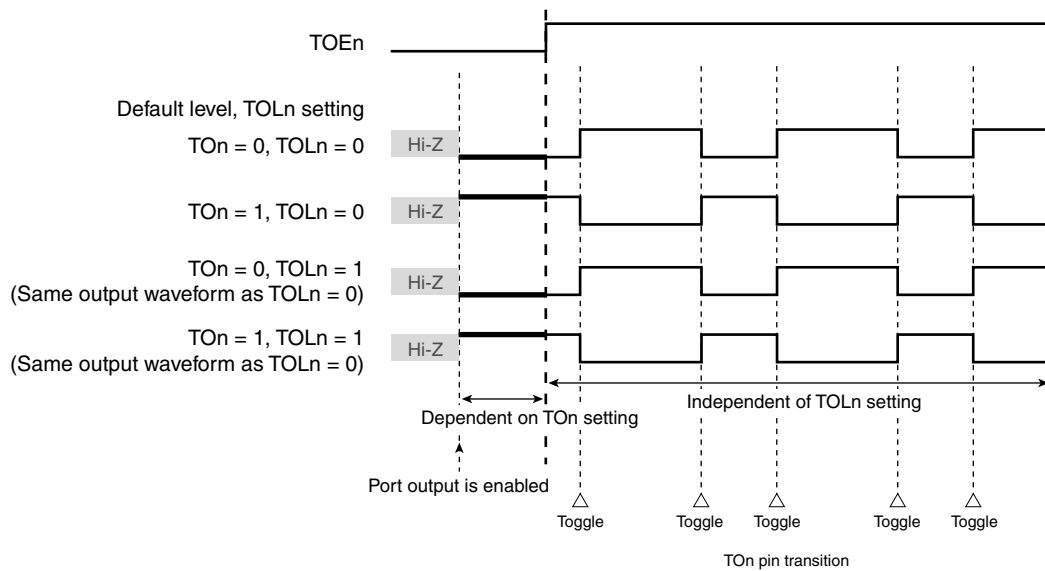 TOEn
Default level, TOLn setting
TOn = 0, TOLn = 0
Hi-Z
TOn = 1, TOLn = 0
Hi-Z
TOn = 0, TOLn = 1
(Same output waveform as TOLn = 0)
Hi-Z
TOn = 1, TOLn = 1
(Same output waveform as TOLn = 0)
Hi-Z
Dependent on TOn setting
Independent of TOLn setting
Port output is enabled
Toggle
Toggle
Toggle
Toggle
Toggle
TOn pin transition